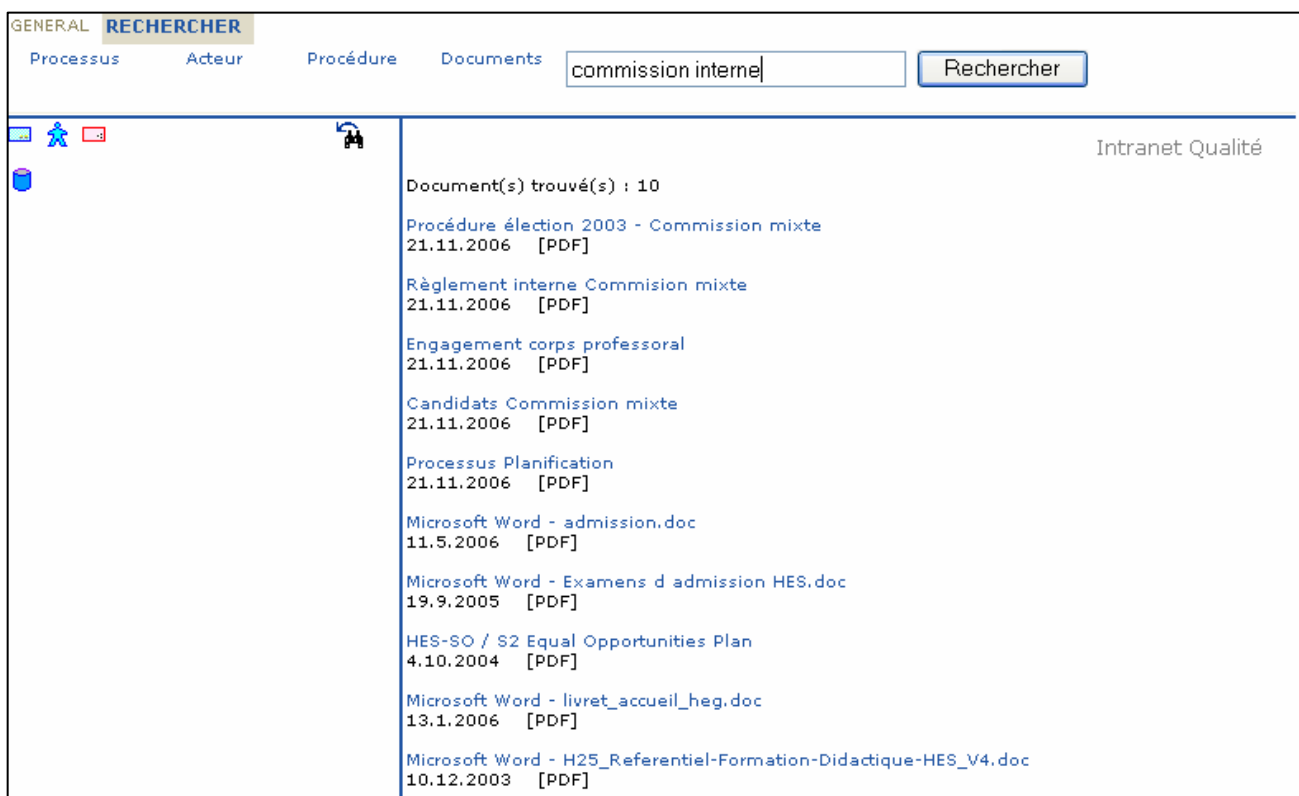 GENERAL RECHERCHER
Processus Acteur Procédure Documents commission interne Rechercher
Intranet Qualité
Document(s) trouvé(s) : 10
Procédure élection 2003 - Commission mixte
21.11.2006 [PDF]
Règlement interne Commision mixte
21.11.2006 [PDF]
Engagement corps professoral
21.11.2006 [PDF]
Candidats Commission mixte
21.11.2006 [PDF]
Processus Planification
21.11.2006 [PDF]
Microsoft Word - admission.doc
11.5.2006 [PDF]
Microsoft Word - Examens d admission HES.doc
19.9.2005 [PDF]
HES-SO / S2 Equal Opportunities Plan
4.10.2004 [PDF]
Microsoft Word - livret_accueil_heg.doc
13.1.2006 [PDF]
Microsoft Word - H25_Referentiel-Formation-Didactique-HES_V4.doc
10.12.2003 [PDF]